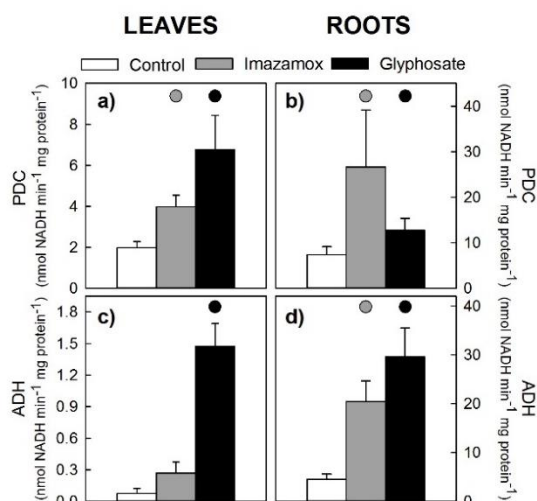 LEAVES ROOTS
Control Imazamox Glyphosate
a)
b)
PDC
(nmol NADH min⁻¹ mg protein⁻¹)
10
8
6
4
2
0
40
30
20
10
0
PDC
(nmol NADH min⁻¹ mg protein⁻¹)
c)
d)
ADH
(nmol NADH min⁻¹ mg protein⁻¹)
1.8
1.5
1.2
0.9
0.6
0.3
0.0
40
30
20
10
0
ADH
(nmol NADH min⁻¹ mg protein⁻¹)